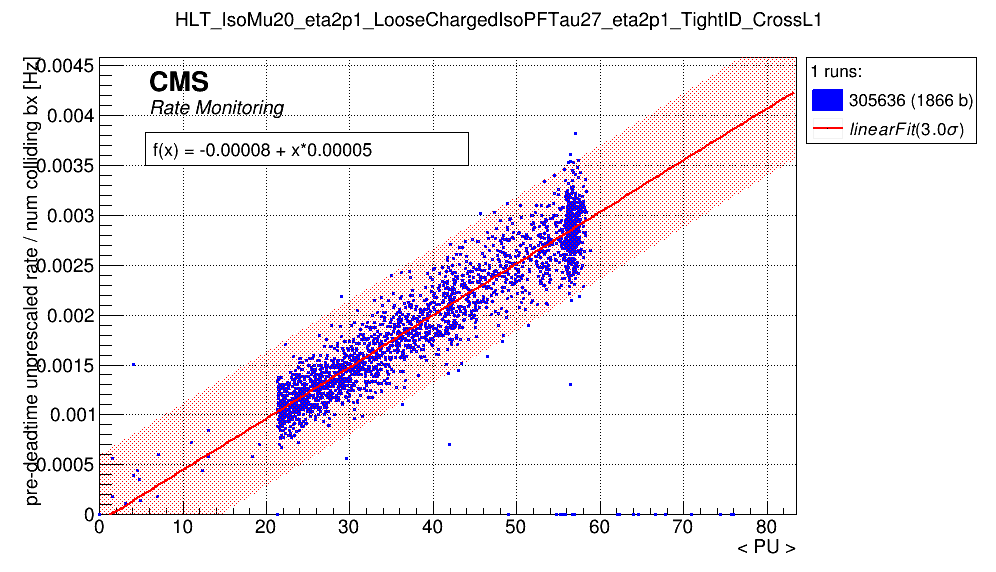 HLT_IsoMu20_eta2p1_LooseChargedIsoPFTau27_eta2p1_TightID_CrossL1
pre-deadtime unprescaled rate / num colliding bx [Hz]
CMS
Rate Monitoring
f(x) = -0.00008 + x*0.00005
1 runs:
305636 (1866 b)
linearFit(3.0σ)
0.0045
0.004
0.0035
0.003
0.0025
0.002
0.0015
0.001
0.0005
0
0 10 20 30 40 50 60 70 80
< PU >